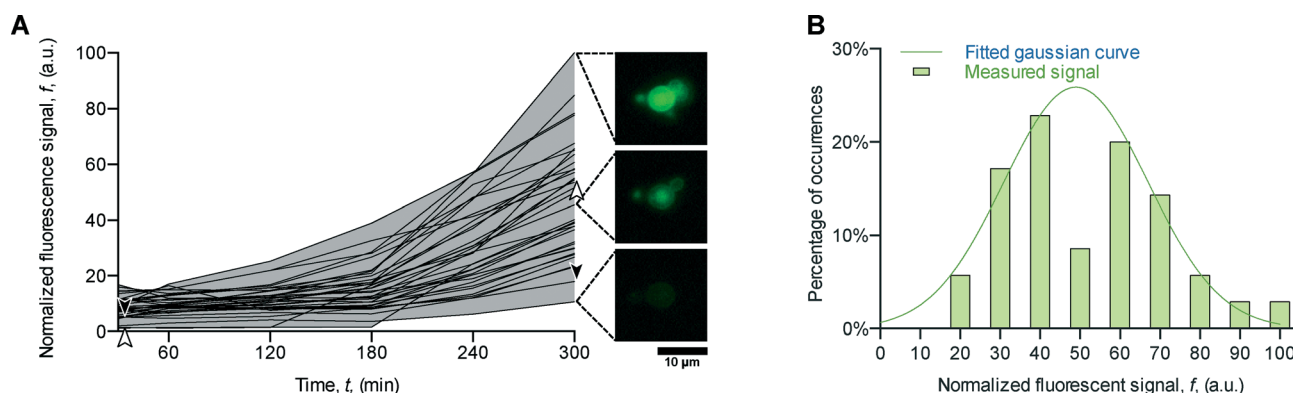 A
Normalized fluorescence signal, f, (a.u.)
100
80
60
40
20
0
60
120
180
240
300
Time, t, (min)
10 µm
B
Percentage of occurrences
30%
20%
10%
0%
Fitted gaussian curve
Measured signal
0
10
20
30
40
50
60
70
80
90
100
Normalized fluorescent signal, f, (a.u.)